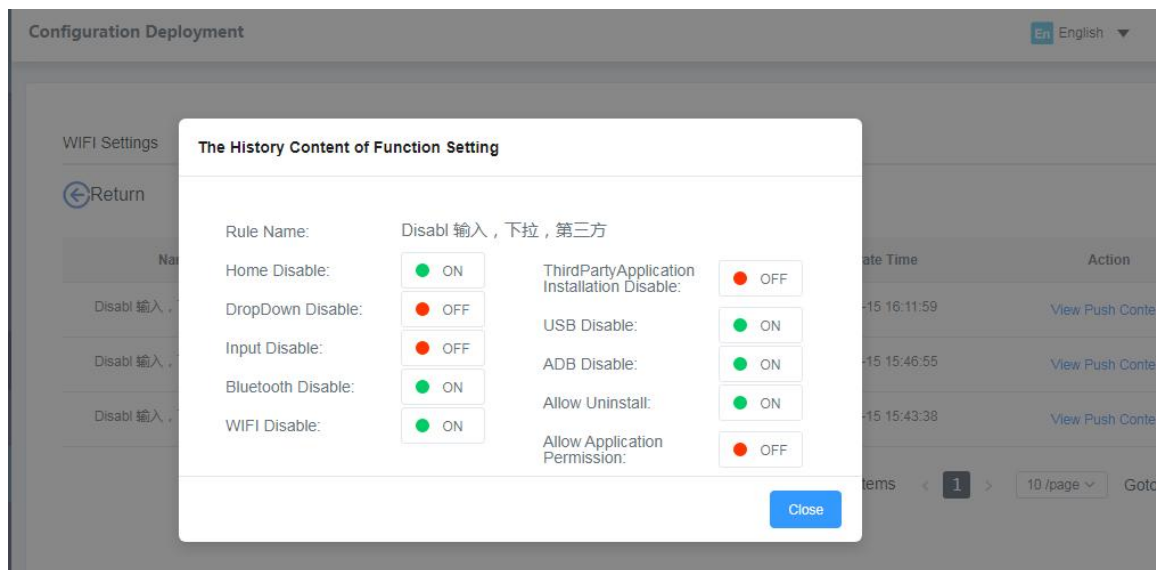 Configuration Deployment
En English
WIFI Settings
Return
The History Content of Function Setting
Rule Name: Disabl 输入，下拉，第三方
Home Disable: ON
DropDown Disable: OFF
Input Disable: OFF
Bluetooth Disable: ON
WIFI Disable: ON
ThirdPartyApplication
Installation Disable: OFF
USB Disable: ON
ADB Disable: ON
Allow Uninstall: ON
Allow Application
Permission: OFF
Close
Action
Disabl 输入， -15 16:11:59 View Push Conte
Disabl 输入， -15 15:46:55 View Push Conte
Disabl 输入， -15 15:43:38 View Push Conte
1 10 /page